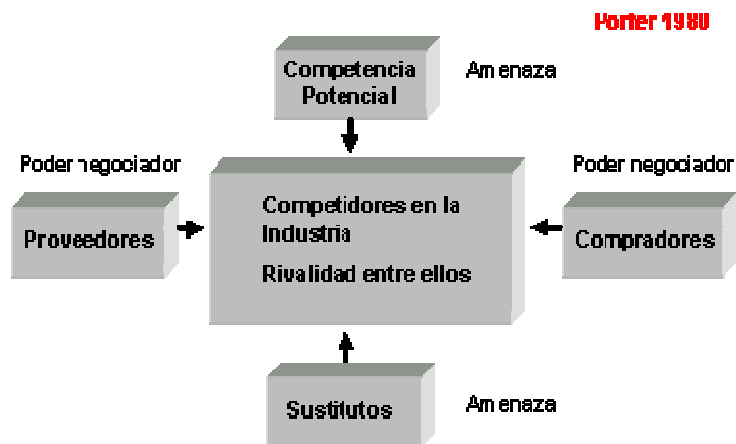 Porter 1980
Competencia
Potencial
Amenaza
Poder negociador
Poder negociador
Proveedores
Competidores en la
Industria
Rivalidad entre ellos
Compradores
Sustitutos
Amenaza